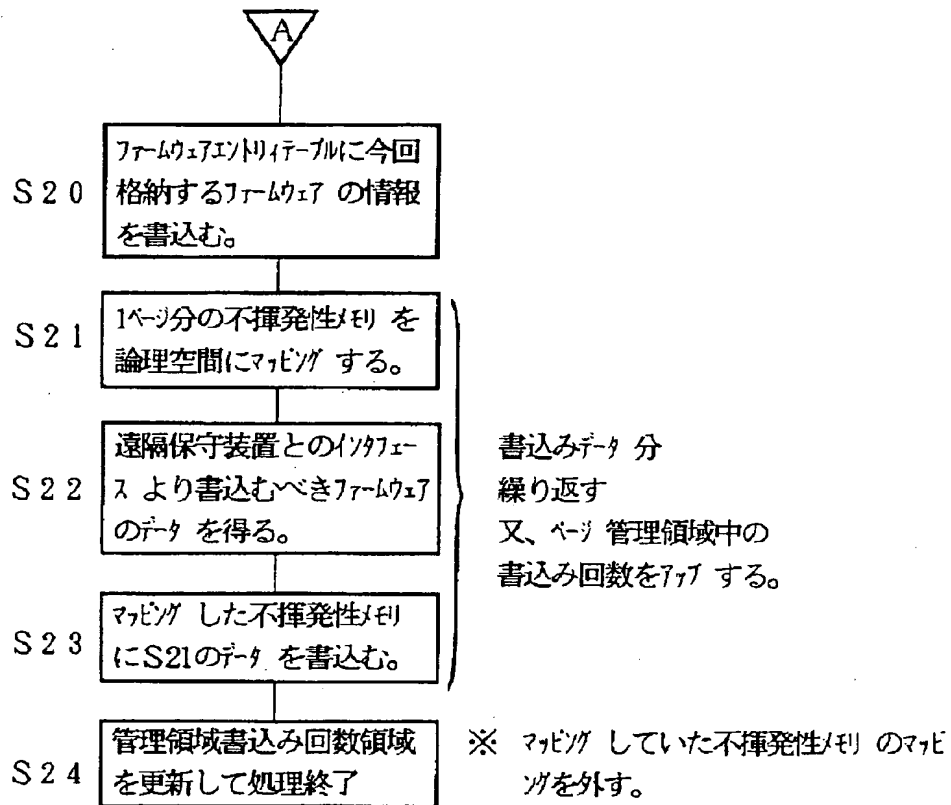 A
S20
ファームウェアエントリィテーブルに今回
格納するファームウェア の情報
を書込む。
S21
1ページ分の不揮発性メモリ を
論理空間にマッピング する。
S22
遠隔保守装置とのインタフェー
ス より書込むべきファームウェア
のデータ を得る。
書込みデータ 分
繰り返す
又、ページ 管理領域中の
書込み回数をアップ する。
S23
マッピング した不揮発性メモリ
にS21のデータ を書込む。
S24
管理領域書込み回数領域
を更新して処理終了
※ マッピング していた不揮発性メモリ のマッピ
ングを外す。